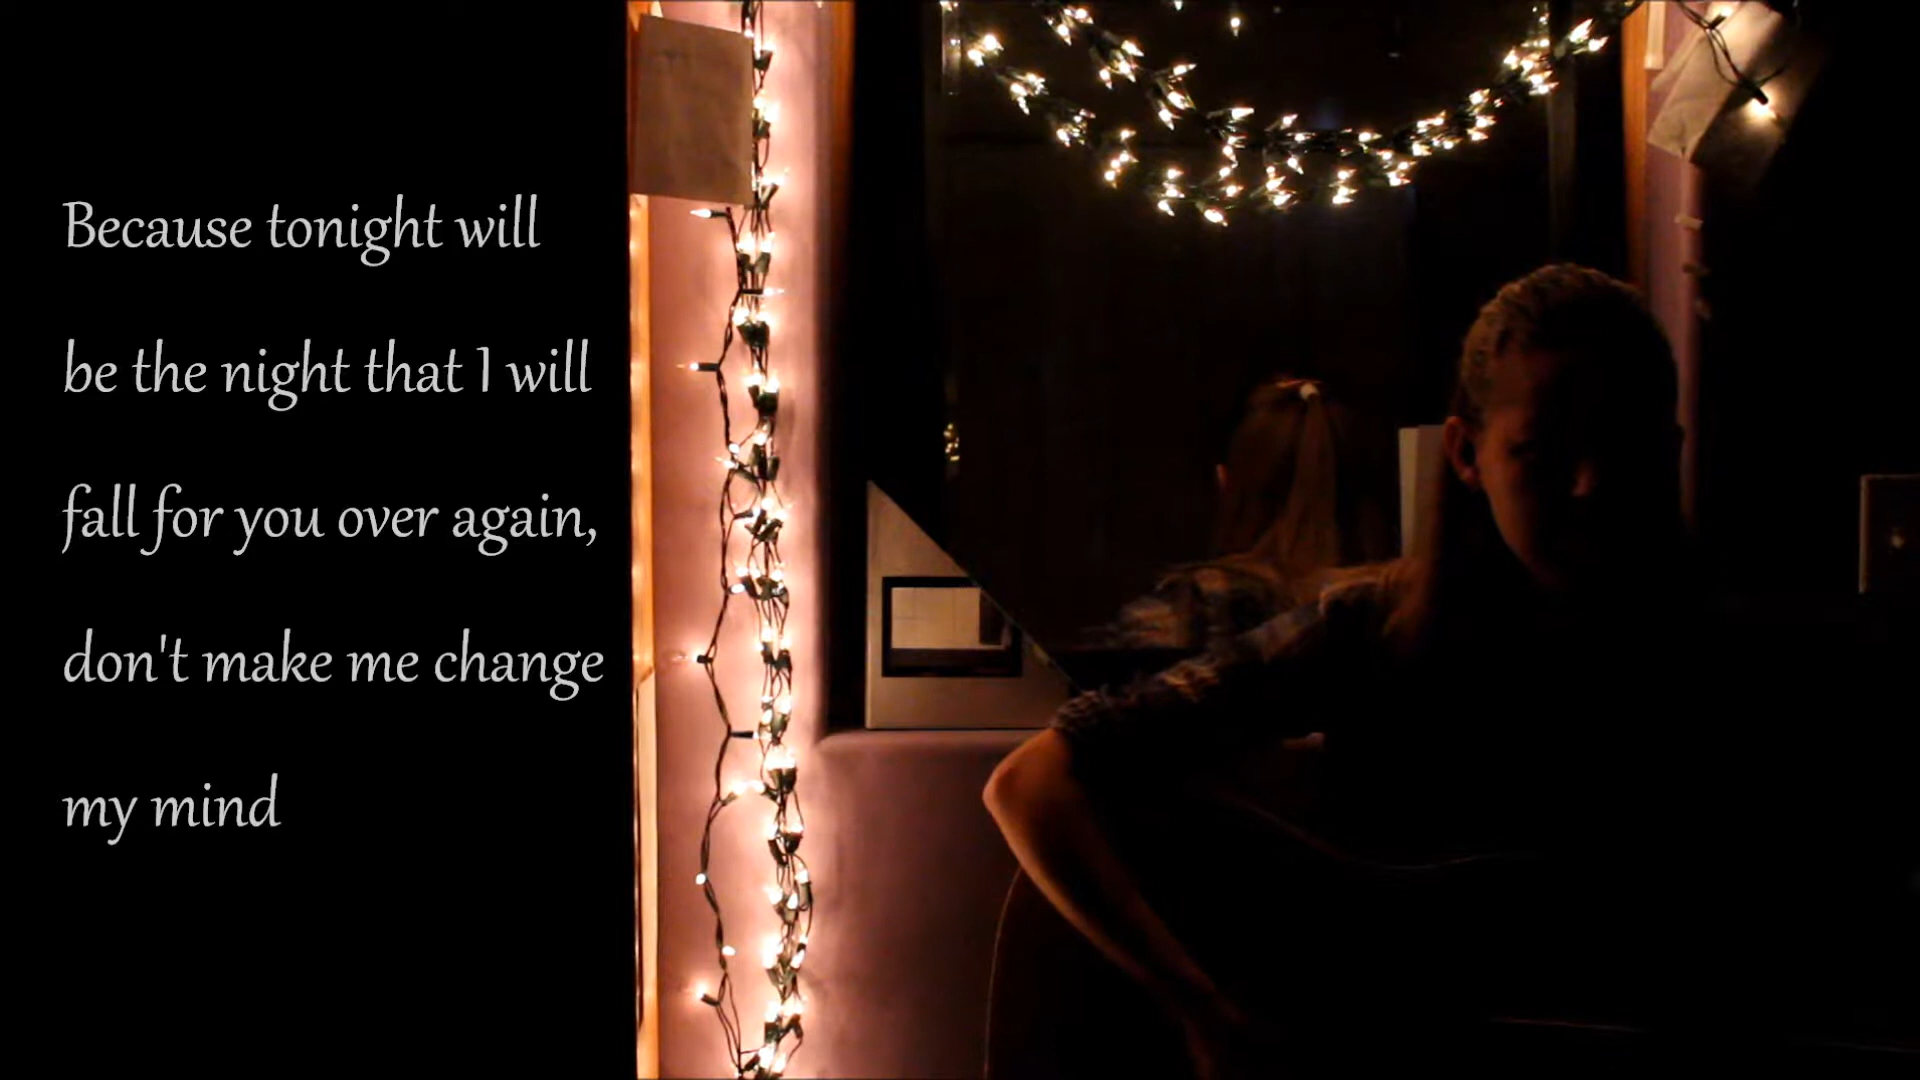 Because tonight will
be the night that I will
fall for you over again,
don't make me change
my mind